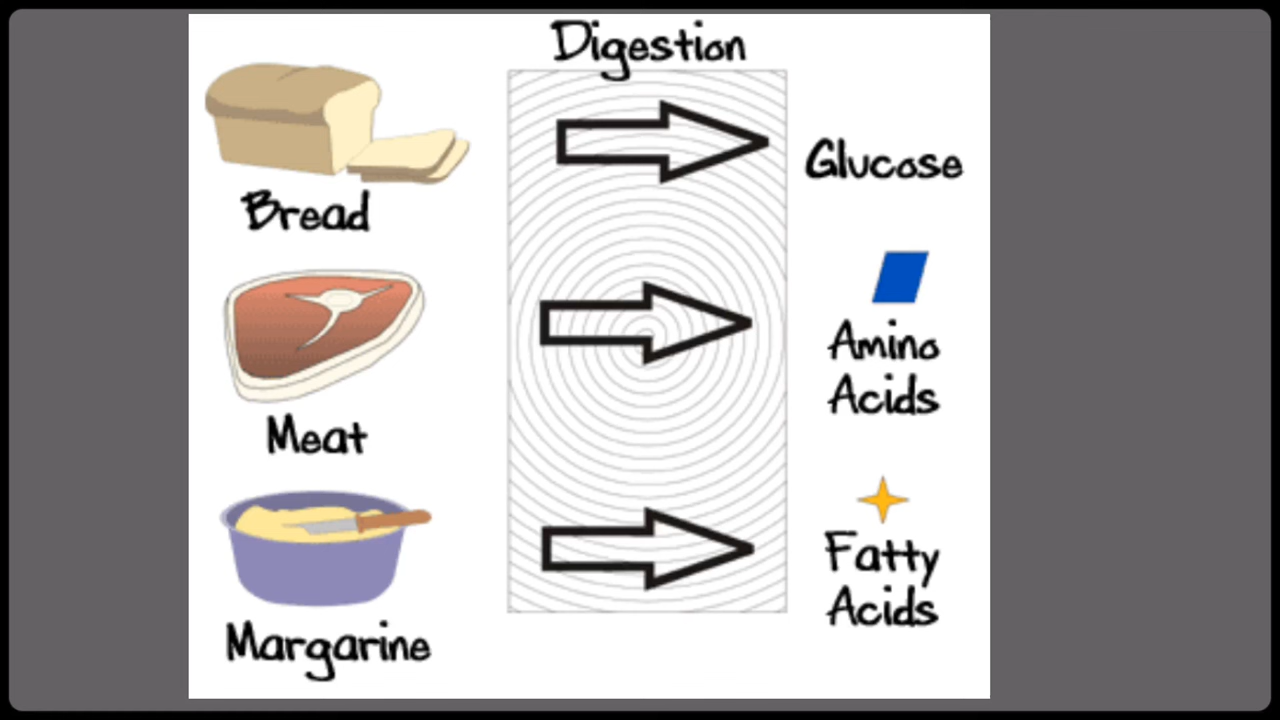 Digestion
Bread
Glucose
Meat
Amino
Acids
Margarine
Fatty
Acids